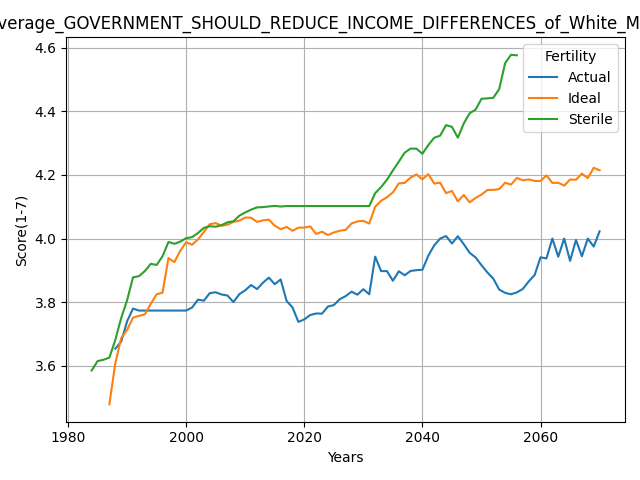 verage_GOVERNMENT_SHOULD_REDUCE_INCOME_DIFFERENCES_of_White_M
Fertility
Actual
Ideal
Sterile
4.6
4.4
4.2
4.0
3.8
3.6
Score(1-7)
1980 2000 2020 2040 2060
Years